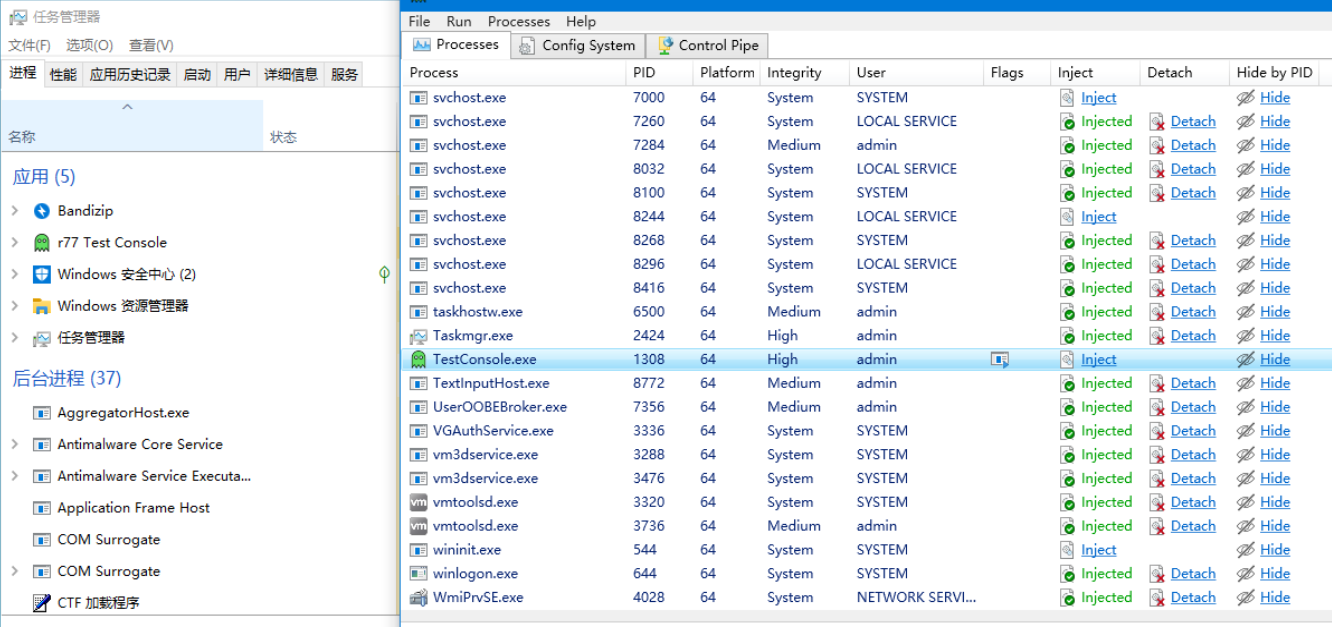 任务管理器
文件(F) 选项(O) 查看(V)
进程 性能 应用历史记录 启动 用户 详细信息 服务
名称 状态
应用 (5)
Bandizip
r77 Test Console
Windows 安全中心 (2)
Windows 资源管理器
任务管理器
后台进程 (37)
AggregatorHost.exe
Antimalware Core Service
Antimalware Service Executa...
Application Frame Host
COM Surrogate
COM Surrogate
CTF 加载程序
File Run Processes Help
Processes Config System Control Pipe
Process PID Platform Integrity User Flags Inject Detach Hide by PID
svchost.exe 7000 64 System SYSTEM Inject Hide
svchost.exe 7260 64 System LOCAL SERVICE Injected Detach Hide
svchost.exe 7284 64 Medium admin Injected Detach Hide
svchost.exe 8032 64 System LOCAL SERVICE Injected Detach Hide
svchost.exe 8100 64 System SYSTEM Injected Detach Hide
svchost.exe 8244 64 System LOCAL SERVICE Inject Hide
svchost.exe 8268 64 System SYSTEM Injected Detach Hide
svchost.exe 8296 64 System LOCAL SERVICE Injected Detach Hide
svchost.exe 8416 64 System SYSTEM Injected Detach Hide
taskhostw.exe 6500 64 Medium admin Injected Detach Hide
Taskmgr.exe 2424 64 High admin Injected Detach Hide
TestConsole.exe 1308 64 High admin Inject Hide
TextInputHost.exe 8772 64 Medium admin Injected Detach Hide
UserOOBEBroker.exe 7356 64 Medium admin Injected Detach Hide
VGAuthService.exe 3336 64 System SYSTEM Injected Detach Hide
vm3dservice.exe 3288 64 System SYSTEM Injected Detach Hide
vm3dservice.exe 3476 64 System SYSTEM Injected Detach Hide
vm vmtoolsd.exe 3320 64 System SYSTEM Injected Detach Hide
vm vmtoolsd.exe 3736 64 Medium admin Injected Detach Hide
wininit.exe 544 64 System SYSTEM Inject Hide
winlogon.exe 644 64 System SYSTEM Injected Detach Hide
WmiPrvSE.exe 4028 64 System NETWORK SERVI... Injected Detach Hide